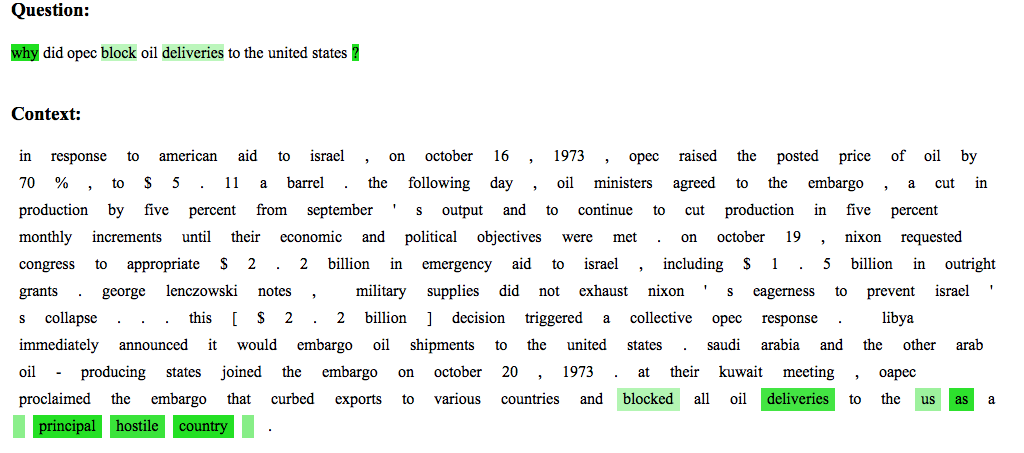 Question:
why did opec block oil deliveries to the united states ?
Context:
in response to american aid to israel , on october 16 , 1973 , opec raised the posted price of oil by
70 % , to $ 5 . 11 a barrel . the following day , oil ministers agreed to the embargo , a cut in
production by five percent from september ' s output and to continue to cut production in five percent
monthly increments until their economic and political objectives were met . on october 19 , nixon requested
congress to appropriate $ 2 . 2 billion in emergency aid to israel , including $ 1 . 5 billion in outright
grants . george lenczowski notes , military supplies did not exhaust nixon ' s eagerness to prevent israel '
s collapse . . . this [ $ 2 . 2 billion ] decision triggered a collective opec response . libya
immediately announced it would embargo oil shipments to the united states . saudi arabia and the other arab
oil - producing states joined the embargo on october 20 , 1973 . at their kuwait meeting , oapec
proclaimed the embargo that curbed exports to various countries and blocked all oil deliveries to the us as a
principal hostile country .